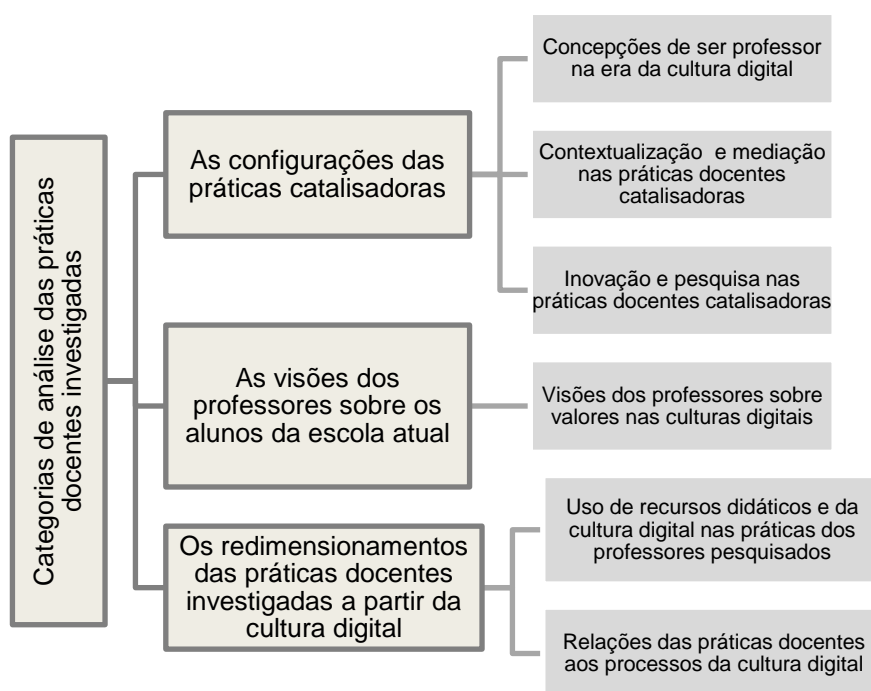 Categorias de análise das práticas
docentes investigadas
As configurações das
práticas catalisadoras
Concepções de ser professor
na era da cultura digital
Contextualização e mediação
nas práticas docentes
catalisadoras
Inovação e pesquisa nas
práticas docentes catalisadoras
As visões dos
professores sobre os
alunos da escola atual
Visões dos professores sobre
valores nas culturas digitais
Os redimensionamentos
das práticas docentes
investigadas a partir da
cultura digital
Uso de recursos didáticos e da
cultura digital nas práticas dos
professores pesquisados
Relações das práticas docentes
aos processos da cultura digital